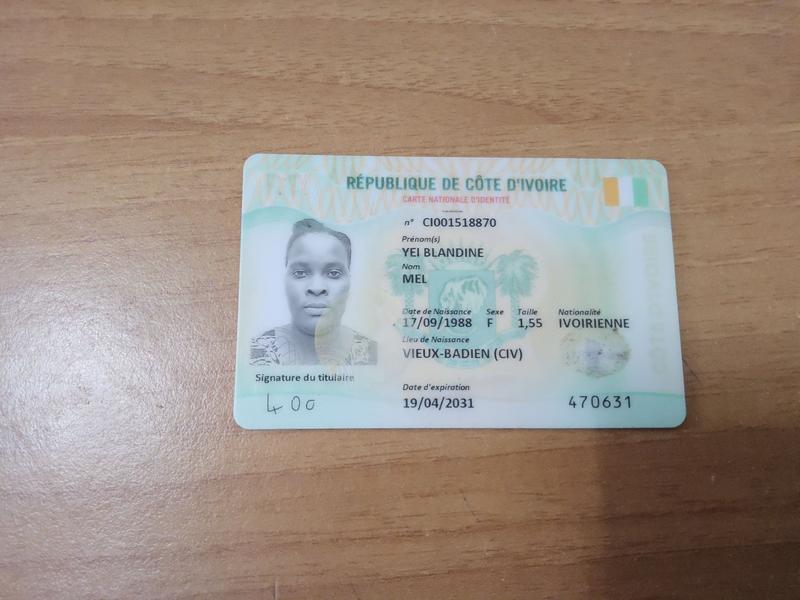 RÉPUBLIQUE DE CÔTE D'IVOIRE
CARTE NATIONALE D'IDENTITÉ
n° CI001518870
Prénom(s)
YEI BLANDINE
Nom
MEL
Date de Naissance Sexe Taille Nationalité
17/09/1988 F 1,55 IVOIRIENNE
Lieu de Naissance
VIEUX-BADIEN (CIV)
Signature du titulaire
Date d'expiration
19/04/2031
470631